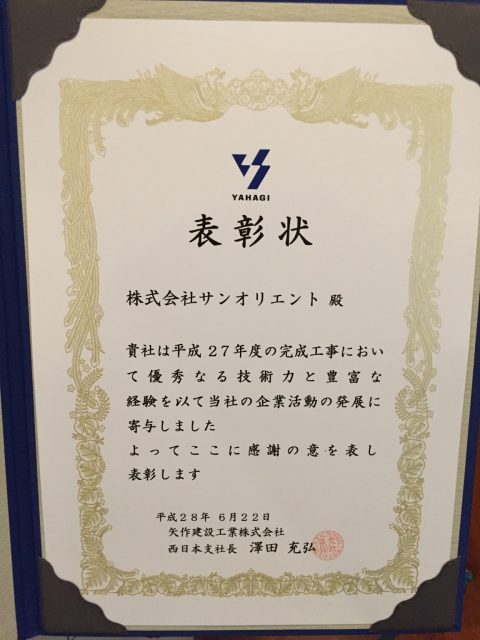 YAHAGI
表彰状
株式会社サンオリエント 殿
貴社は平成27年度の完成工事におい
て優秀なる技術力と豊富な
経験を以て当社の企業活動の発展に
寄与しました
よってここに感謝の意を表し
表彰します
平成28年 6月22日
矢作建設工業株式会社
西日本支社長 澤田 充弘